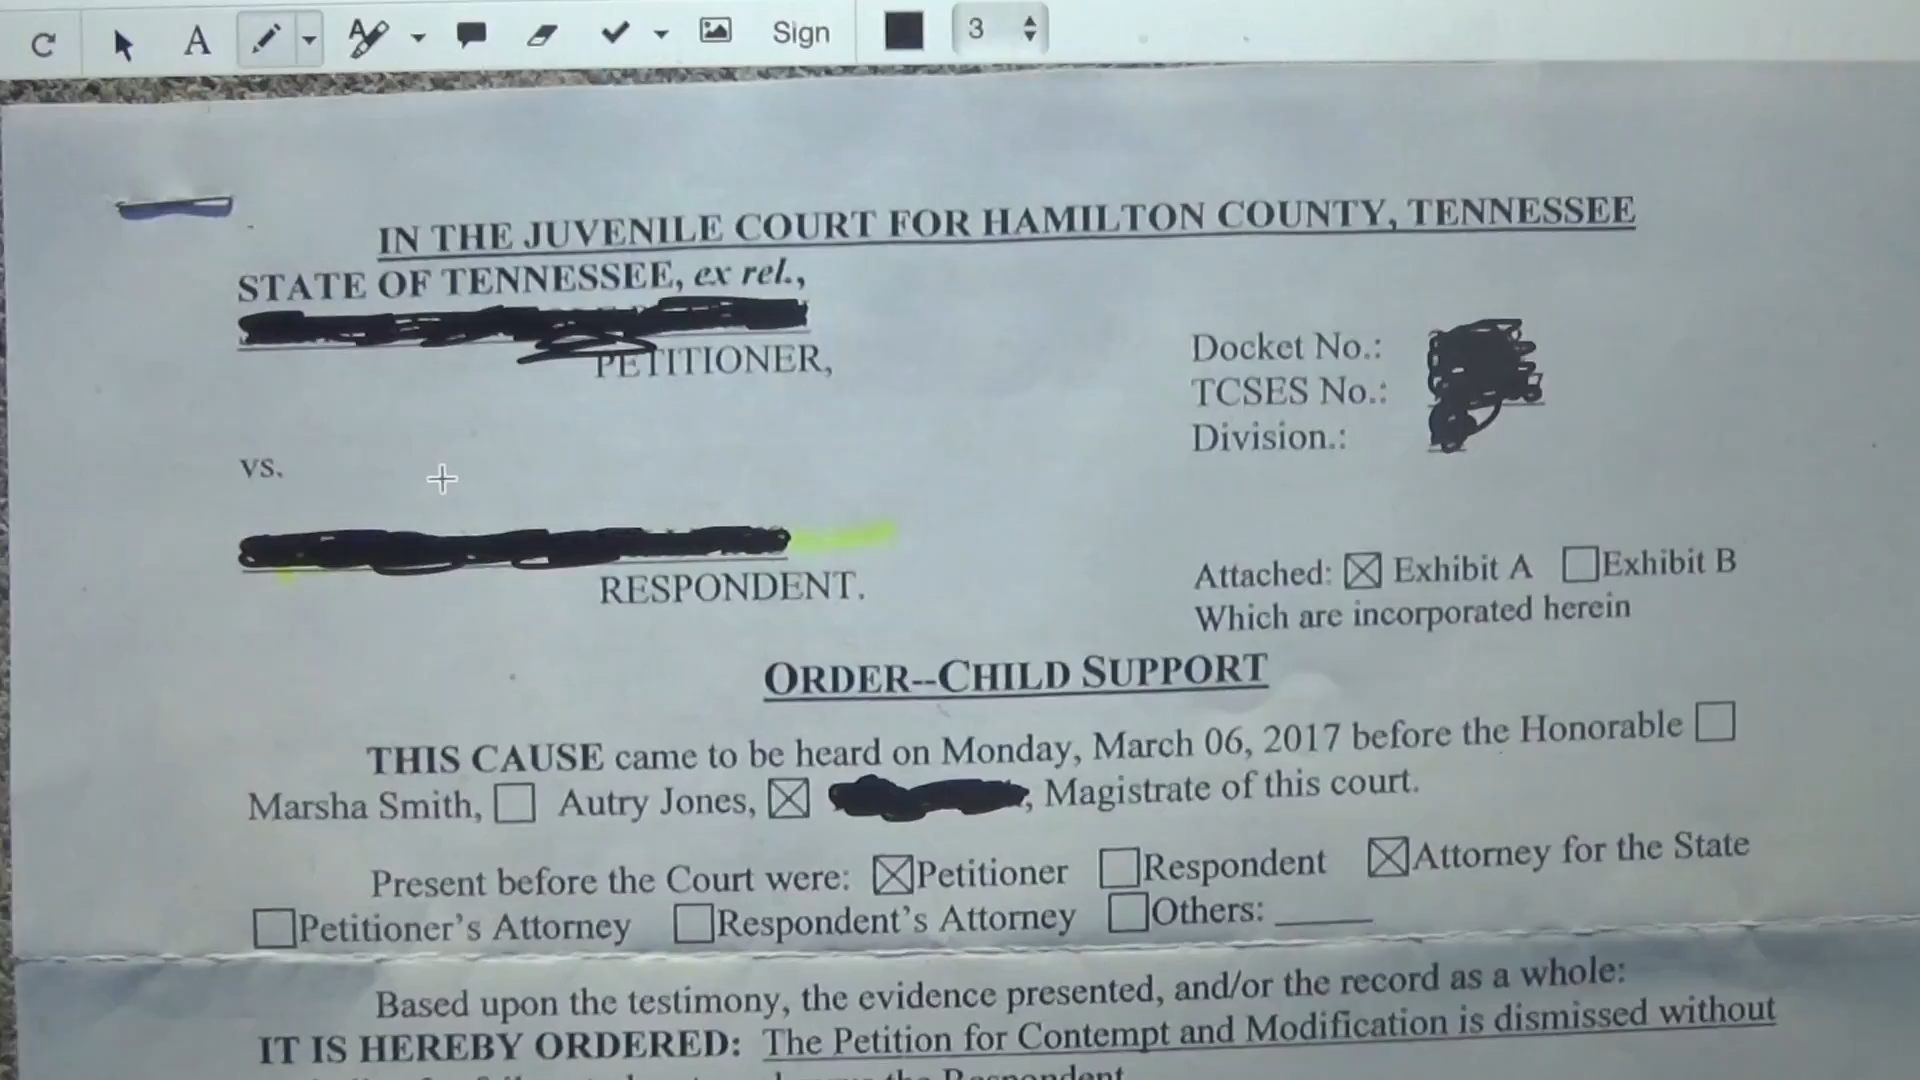 A Sign 3
IN THE JUVENILE COURT FOR HAMILTON COUNTY, TENNESSEE
STATE OF TENNESSEE, ex rel.,
PETITIONER,
Docket No.:
TCSES No.:
Division.:
vs.
RESPONDENT.
Attached: ☒ Exhibit A ☐ Exhibit B
Which are incorporated herein
ORDER--CHILD SUPPORT
THIS CAUSE came to be heard on Monday, March 06, 2017 before the Honorable ☐
Marsha Smith, ☐ Autry Jones, ☒ , Magistrate of this court.
Present before the Court were: ☒Petitioner ☐Respondent ☒Attorney for the State
☐Petitioner's Attorney ☐Respondent's Attorney ☐Others: ______
Based upon the testimony, the evidence presented, and/or the record as a whole:
IT IS HEREBY ORDERED: The Petition for Contempt and Modification is dismissed without
the Respondent